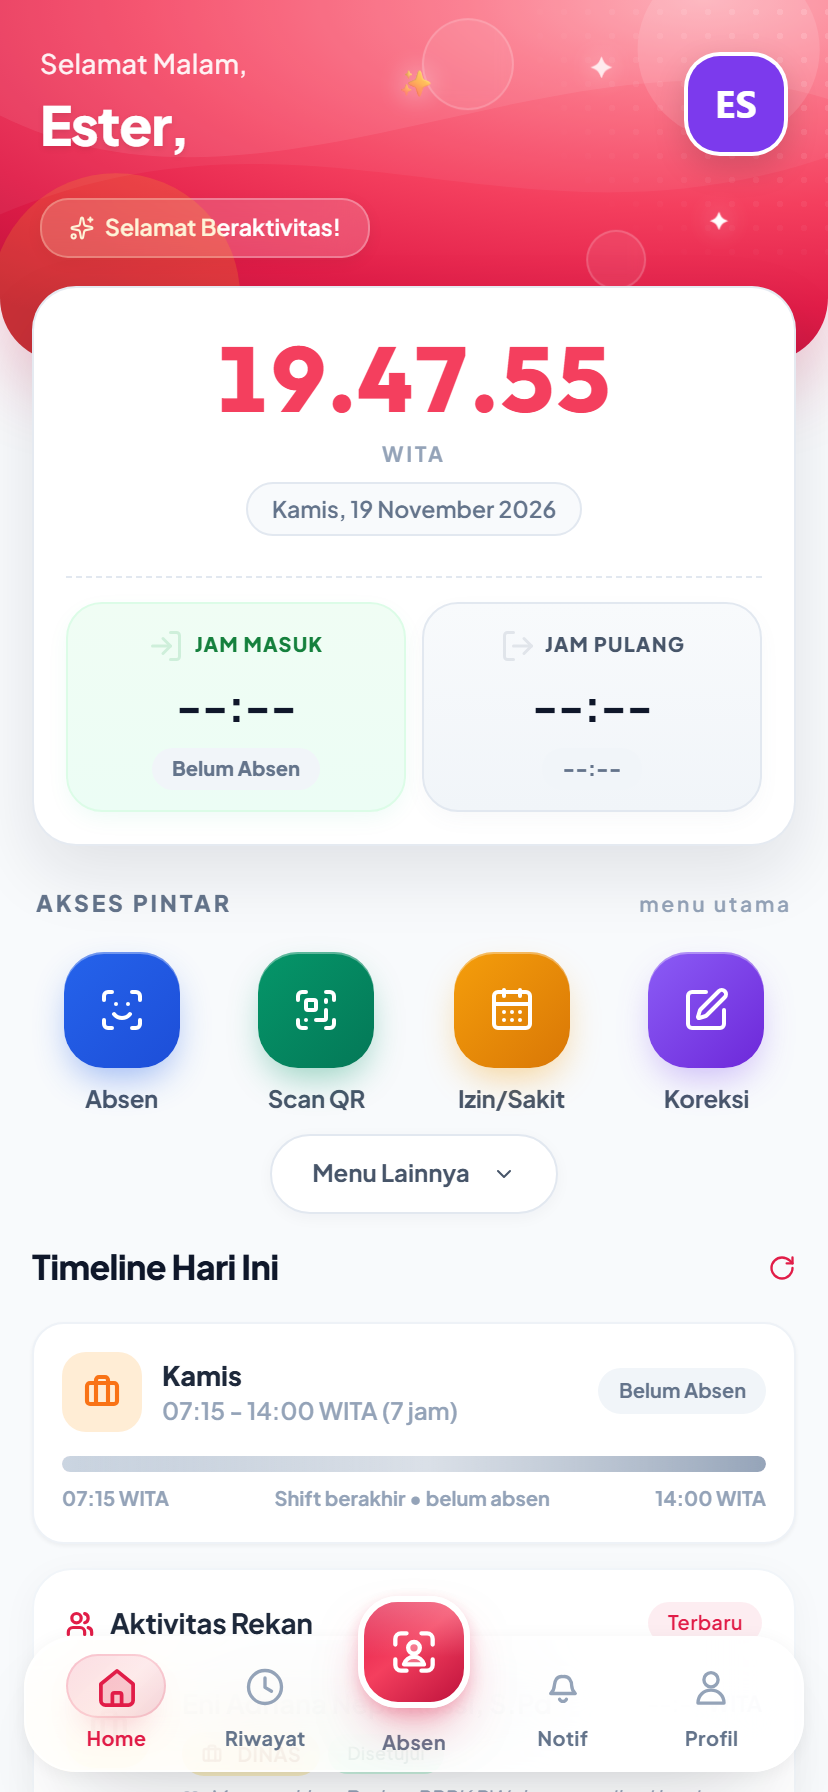 Selamat Malam,
Ester,
ES
Selamat Beraktivitas!
19.47.55
WITA
Kamis, 19 November 2026
JAM MASUK
--:--
Belum Absen
JAM PULANG
--:--
--:--
AKSES PINTAR
menu utama
Absen
Scan QR
Izin/Sakit
Koreksi
Menu Lainnya
Timeline Hari Ini
Kamis
07:15 - 14:00 WITA (7 jam)
Belum Absen
07:15 WITA
Shift berakhir • belum absen
14:00 WITA
Aktivitas Rekan
Terbaru
DINAS
Disetujui
Home
Riwayat
Absen
Notif
Profil